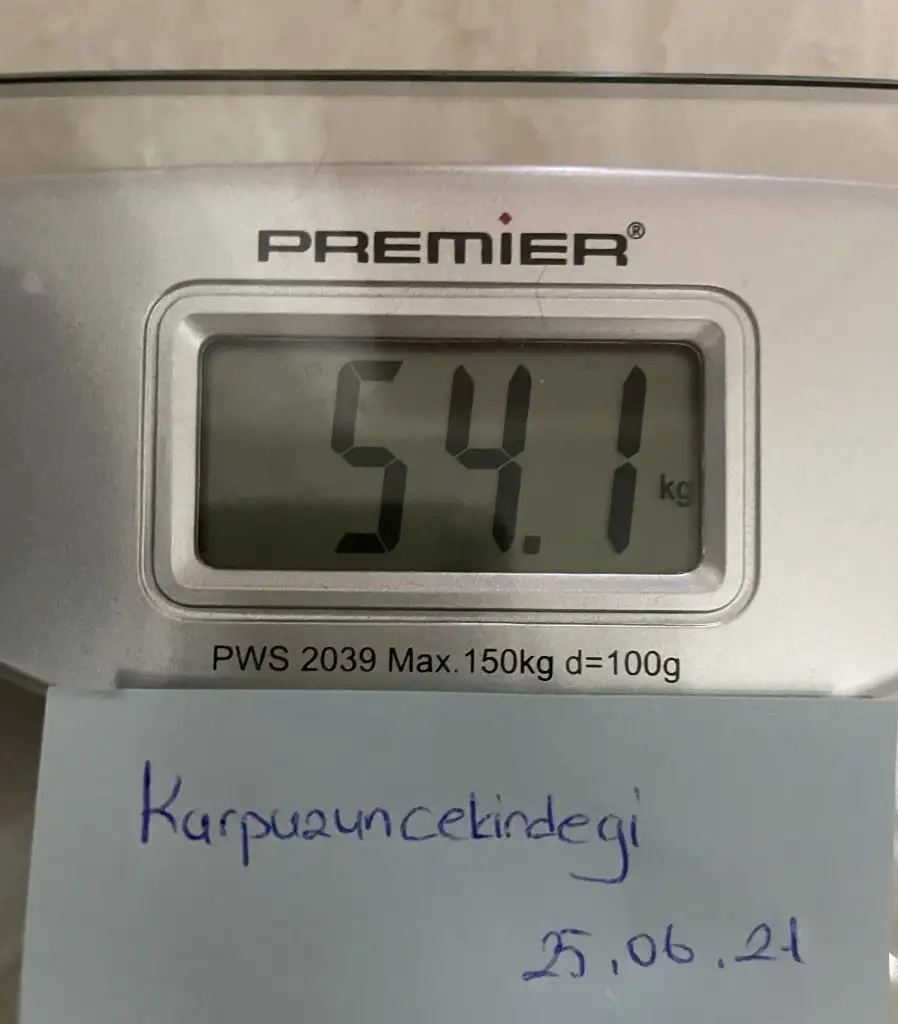 PREMiER®
54.1 kg
PWS 2039 Max.150kg d=100g
Karpuzuncekirdegi
25.06.21